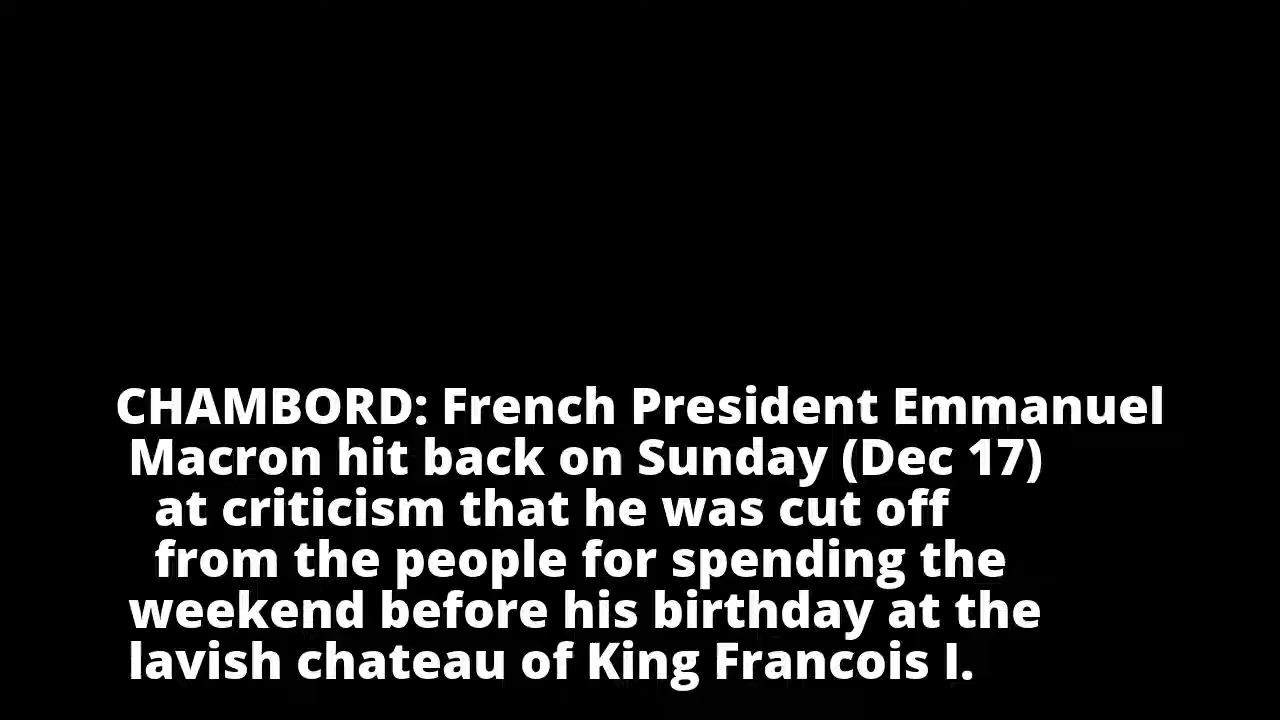 CHAMBORD: French President Emmanuel
Macron hit back on Sunday (Dec 17)
at criticism that he was cut off
from the people for spending the
weekend before his birthday at the
lavish chateau of King Francois I.